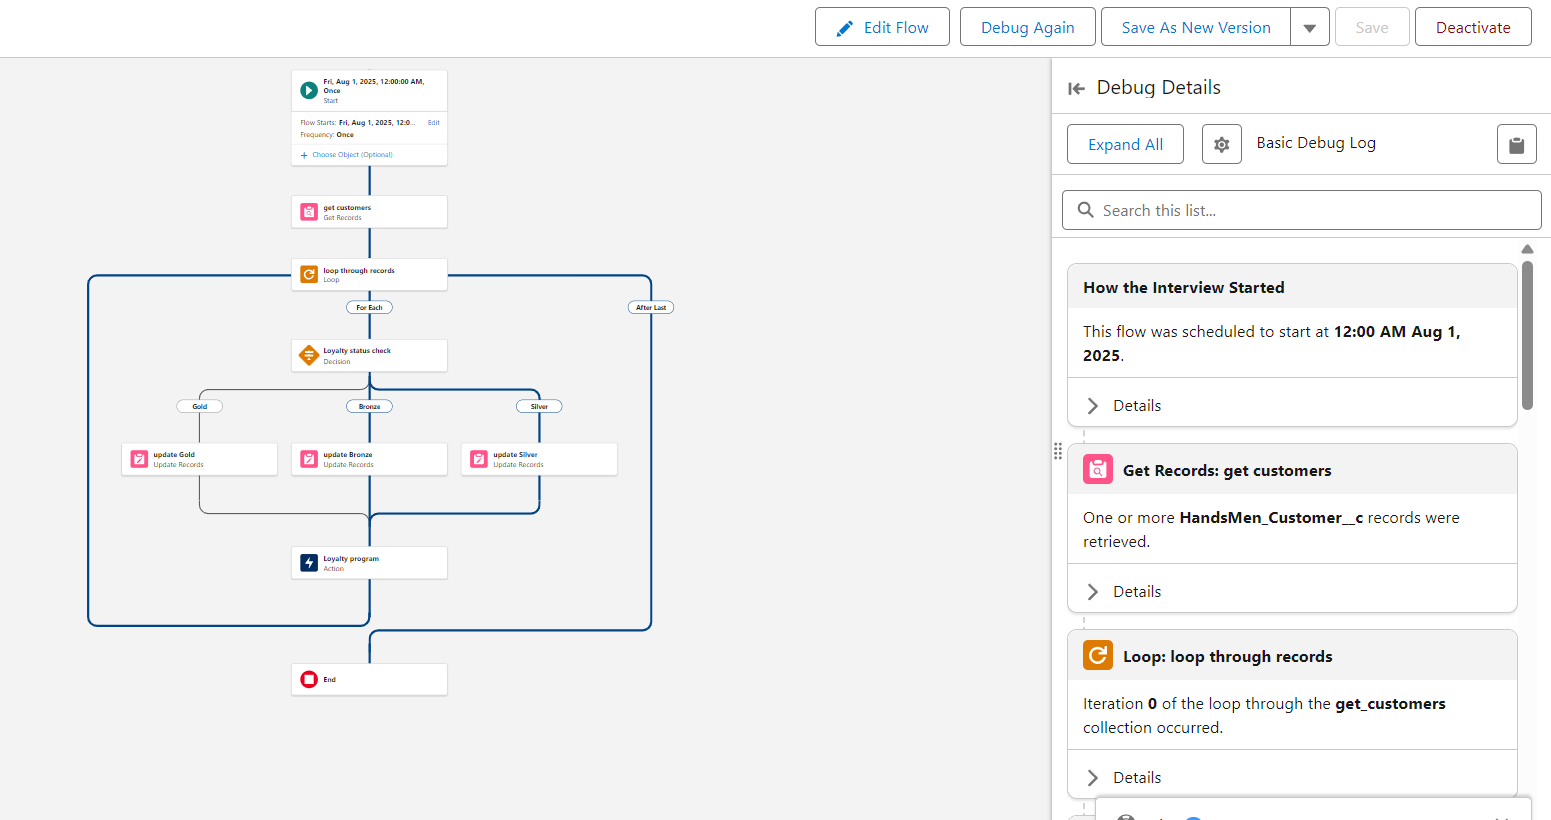 Edit Flow
Debug Again
Save As New Version
Save
Deactivate
Fri, Aug 1, 2025, 12:00:00 AM,
Once
Start
Flow Starts: Fri, Aug 1, 2025, 12:0...
Edit
Frequency: Once
+ Choose Object (Optional)
get customers
Get Records
loop through records
Loop
For Each
After Last
Loyalty status check
Decision
Gold
Bronze
Silver
update Gold
Update Records
update Bronze
Update Records
update Silver
Update Records
Loyalty program
Action
End
Debug Details
Expand All
Basic Debug Log
Search this list...
How the Interview Started
This flow was scheduled to start at 12:00 AM Aug 1,
2025.
Details
Get Records: get customers
One or more HandsMen_Customer__c records were
retrieved.
Details
Loop: loop through records
Iteration 0 of the loop through the get_customers
collection occurred.
Details